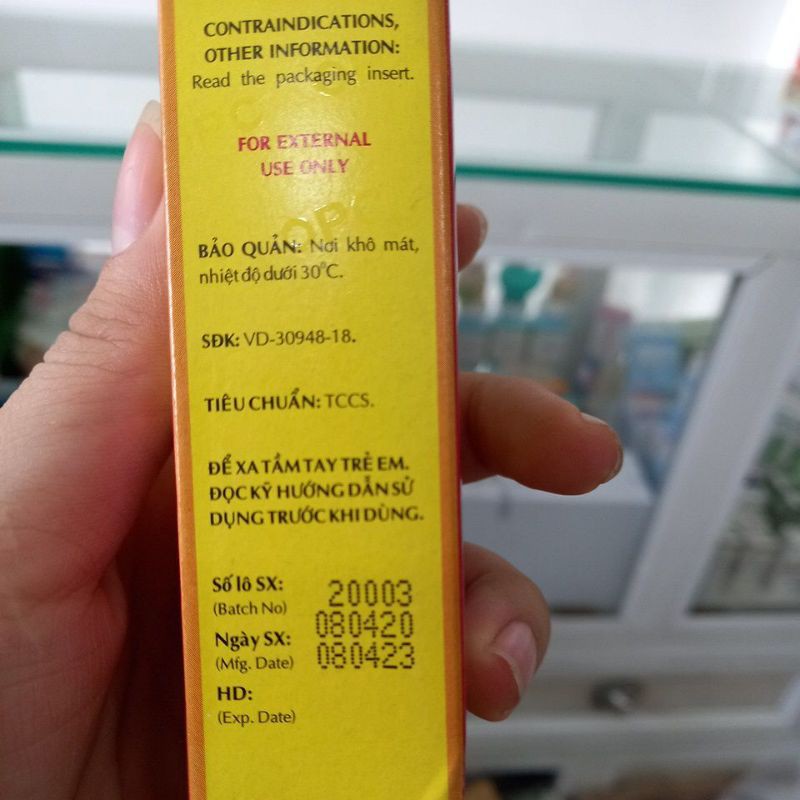 CONTRAINDICATIONS,
OTHER INFORMATION:
Read the packaging insert.
FOR EXTERNAL
USE ONLY
OPC
BẢO QUẢN: Nơi khô mát,
nhiệt độ dưới 30°C.
SĐK: VD-30948-18.
TIÊU CHUẨN: TCCS.
ĐỂ XA TẦM TAY TRẺ EM.
ĐỌC KỸ HƯỚNG DẪN SỬ
DỤNG TRƯỚC KHI DÙNG.
Số lô SX: 20003
(Batch No)
Ngày SX: 080420
(Mfg. Date) 080423
HD:
(Exp. Date)